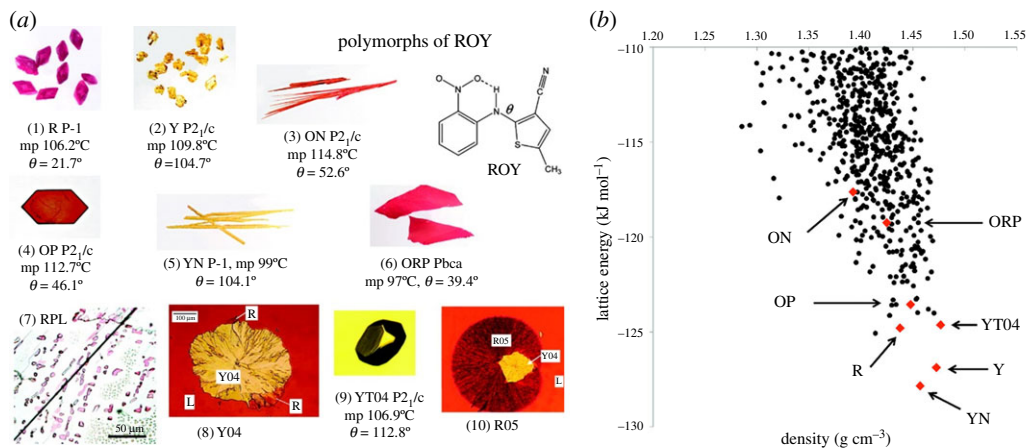 (a)
polymorphs of ROY
(1) R P-1
mp 106.2ºC
θ = 21.7º
(2) Y P2₁/c
mp 109.8ºC
θ =104.7º
(3) ON P2₁/c
mp 114.8ºC
θ = 52.6º
NO₂
O
H
N
θ
N
S
CH₃
ROY
(4) OP P2₁/c
mp 112.7ºC
θ = 46.1º
(5) YN P-1, mp 99ºC
θ = 104.1º
(6) ORP Pbca
mp 97ºC, θ = 39.4º
(7) RPL
50 µm
100 µm
R
Y04
L
R
(8) Y04
(9) YT04 P2₁/c
mp 106.9ºC
θ = 112.8º
R05
Y04
L
(10) R05
(b)
1.20 1.25 1.30 1.35 1.40 1.45 1.50 1.55
–110
–115
–120
–125
–130
lattice energy (kJ mol⁻¹)
density (g cm⁻³)
ON
ORP
OP
YT04
R
Y
YN